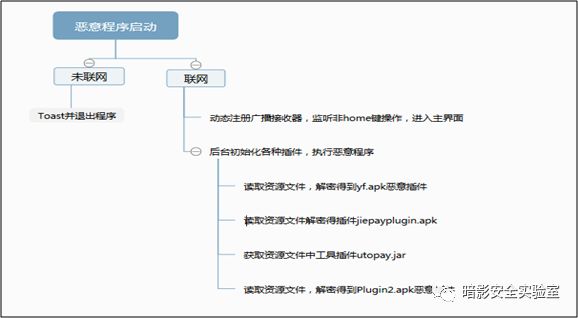 恶意程序启动
未联网
联网
Toast并退出程序
动态注册广播接收器，监听非home键操作，进入主界面
后台初始化各种插件，执行恶意程序
读取资源文件，解密得到yf.apk恶意插件
读取资源文件解密得插件jiepayplugin.apk
获取资源文件中工具插件utopay.jar
读取资源文件，解密得到Plugin2.apk恶意
暗影安全实验室